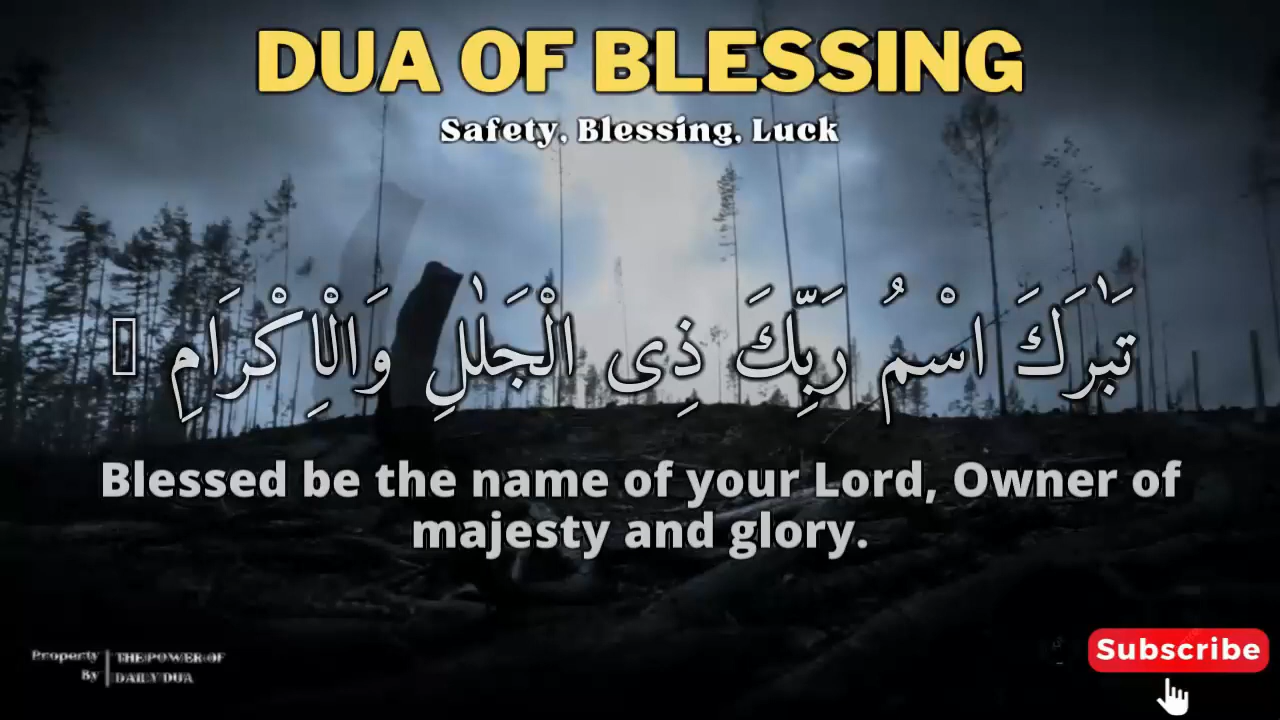 DUA OF BLESSING
Safety, Blessing, Luck
تَبٰرَكَ اسْمُ رَبِّكَ ذِى الْجَلٰلِ وَالْاِكْرَامِ
Blessed be the name of your Lord, Owner of
majesty and glory.
Property
By
THE POWER OF
DAILY DUA
Subscribe